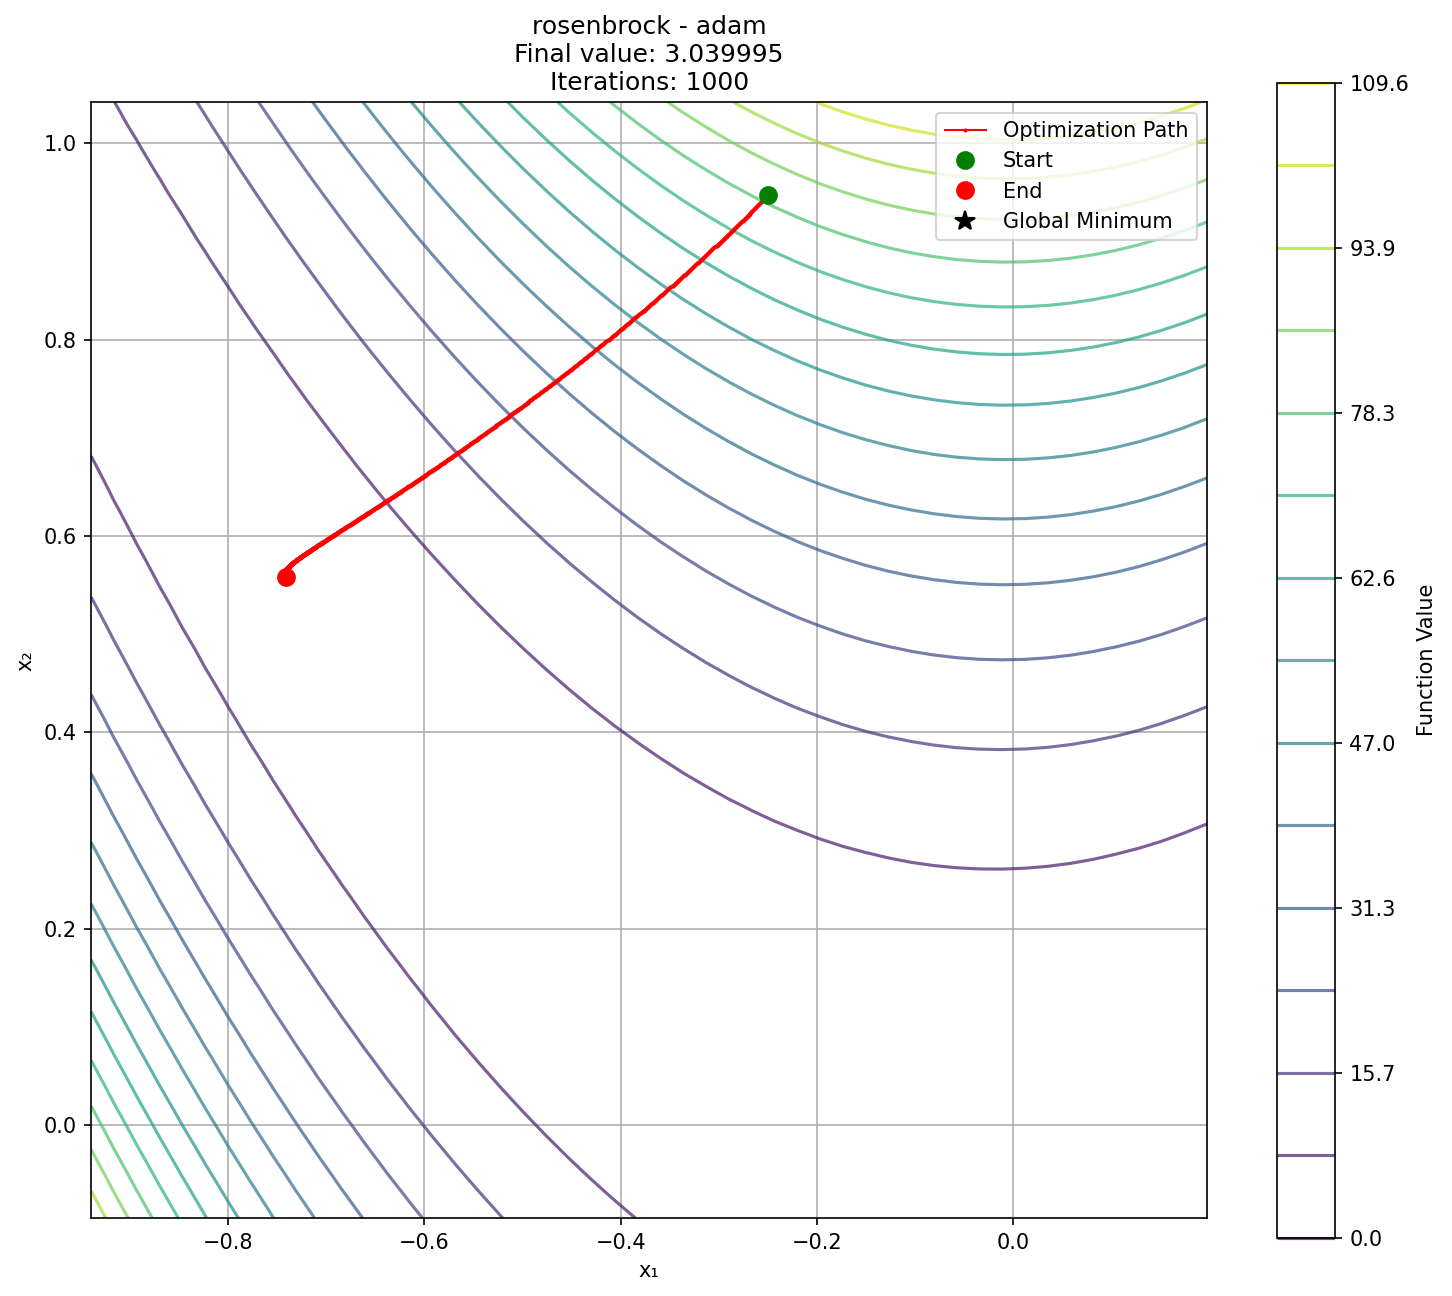 rosenbrock - adam
Final value: 3.039995
Iterations: 1000
Optimization Path
Start
End
Global Minimum
1.0
0.8
0.6
0.4
0.2
0.0
x₂
−0.8
−0.6
−0.4
−0.2
0.0
x₁
109.6
93.9
78.3
62.6
47.0
31.3
15.7
0.0
Function Value